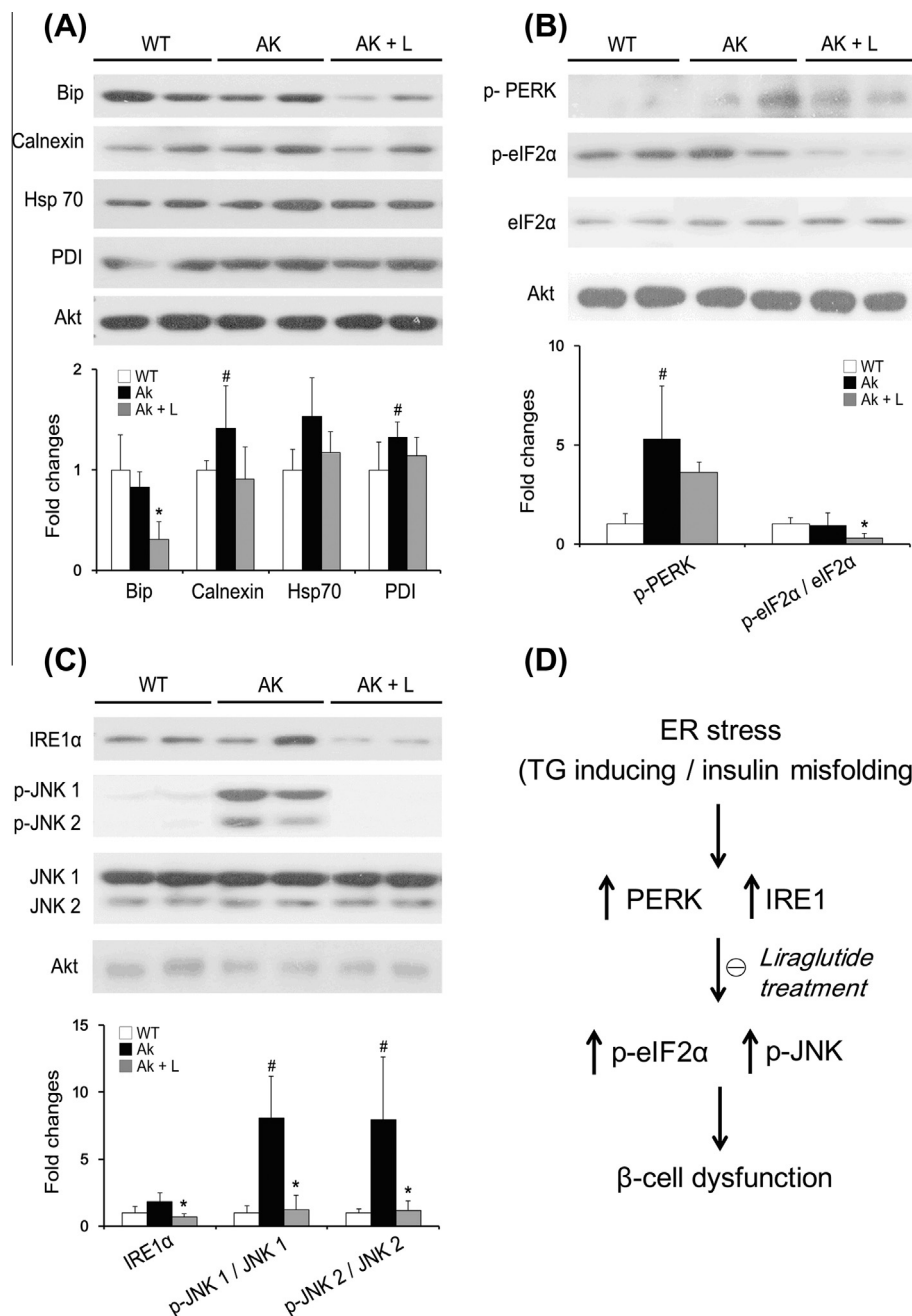 (A)
WT AK AK + L
Bip
Calnexin
Hsp 70
PDI
Akt
2
1
0
Fold changes
WT
Ak
Ak + L
*
#
#
Bip Calnexin Hsp70 PDI
(B)
WT AK AK + L
p- PERK
p-eIF2α
eIF2α
Akt
10
5
0
Fold changes
WT
Ak
Ak + L
#
*
p-PERK
p-eIF2α / eIF2α
(C)
WT AK AK + L
IRE1α
p-JNK 1
p-JNK 2
JNK 1
JNK 2
Akt
15
10
5
0
Fold changes
WT
Ak
Ak + L
*
#
*
#
*
IRE1α
p-JNK 1 / JNK 1
p-JNK 2 / JNK 2
(D)
ER stress
(TG inducing / insulin misfolding
PERK IRE1
Liraglutide
treatment
p-eIF2α p-JNK
β-cell dysfunction